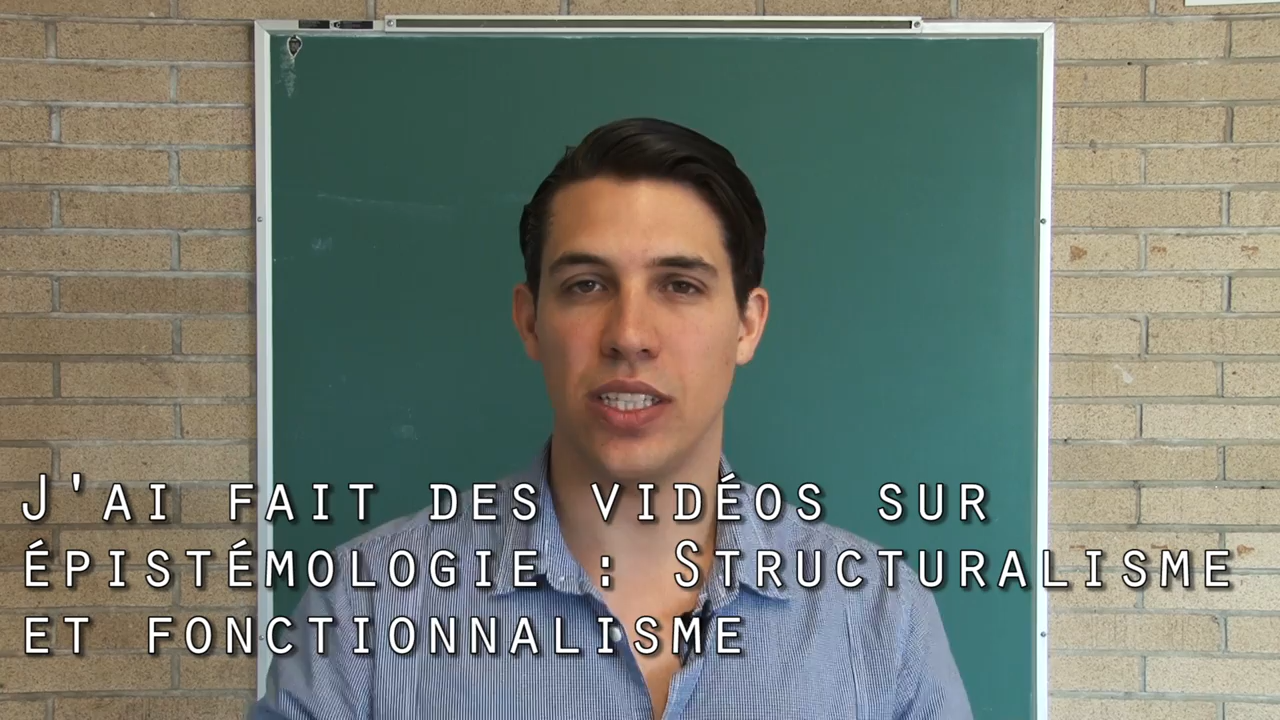 J'ai fait des vidéos sur
épistémologie : Structuralisme
et fonctionnalisme